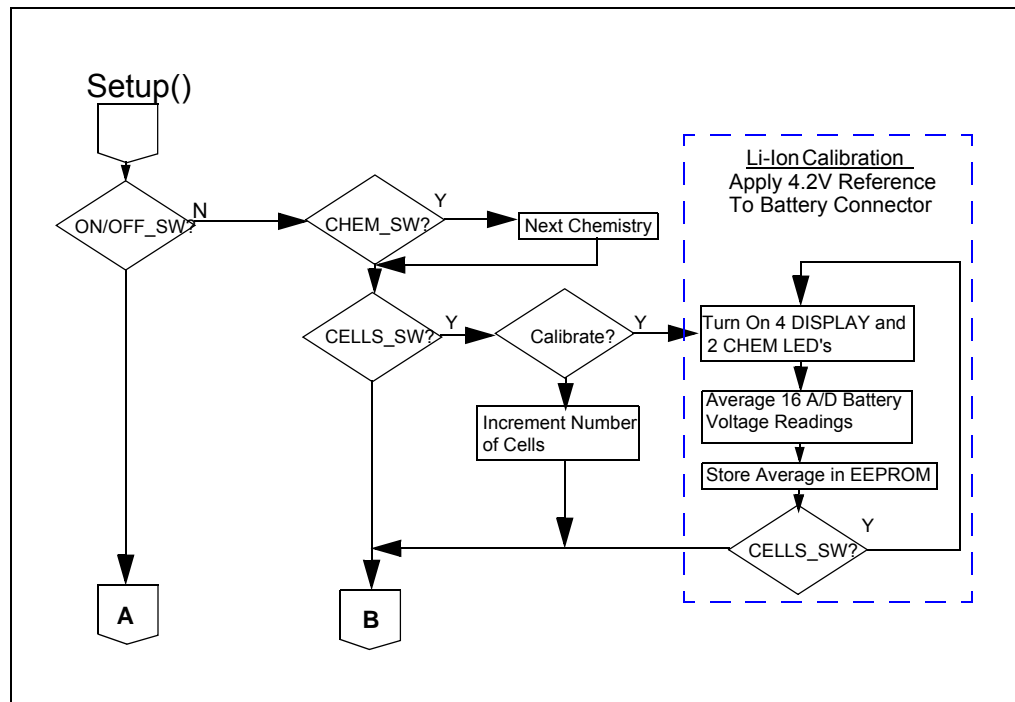 Setup()
ON/OFF_SW?
N
CHEM_SW?
Y
Next Chemistry
CELLS_SW?
Y
Calibrate?
Y
Increment Number
of Cells
Li-Ion Calibration
Apply 4.2V Reference
To Battery Connector
Turn On 4 DISPLAY and
2 CHEM LED's
Average 16 A/D Battery
Voltage Readings
Store Average in EEPROM
CELLS_SW?
Y
A
B